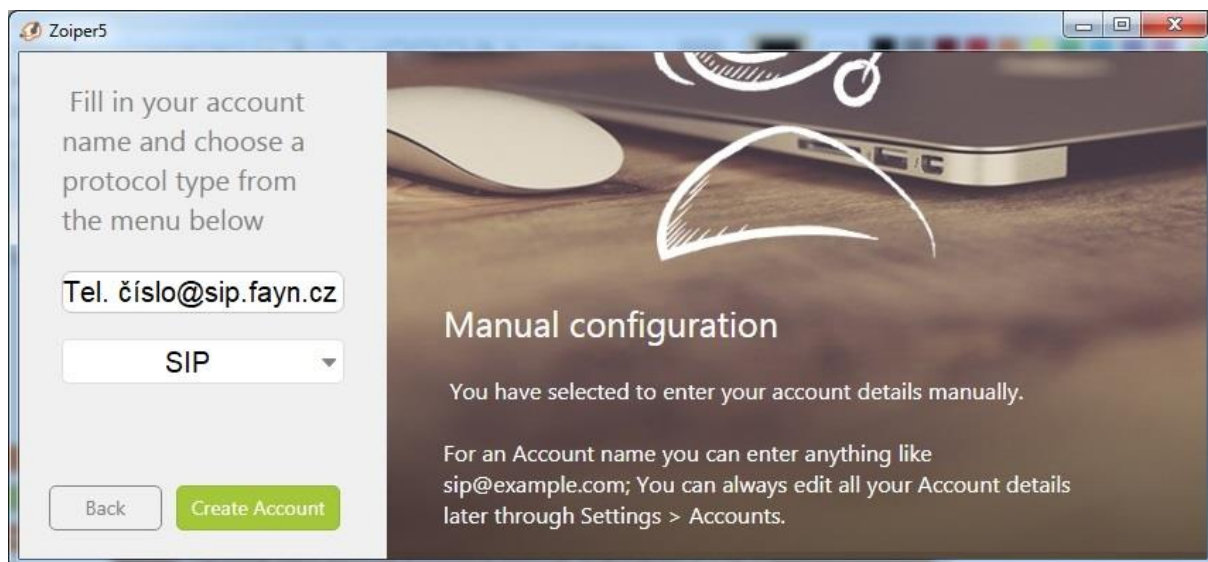 Zoiper5
Fill in your account
name and choose a
protocol type from
the menu below
Tel. číslo@sip.fayn.cz
SIP
Back
Create Account
Manual configuration
You have selected to enter your account details manually.
For an Account name you can enter anything like
sip@example.com; You can always edit all your Account details
later through Settings > Accounts.